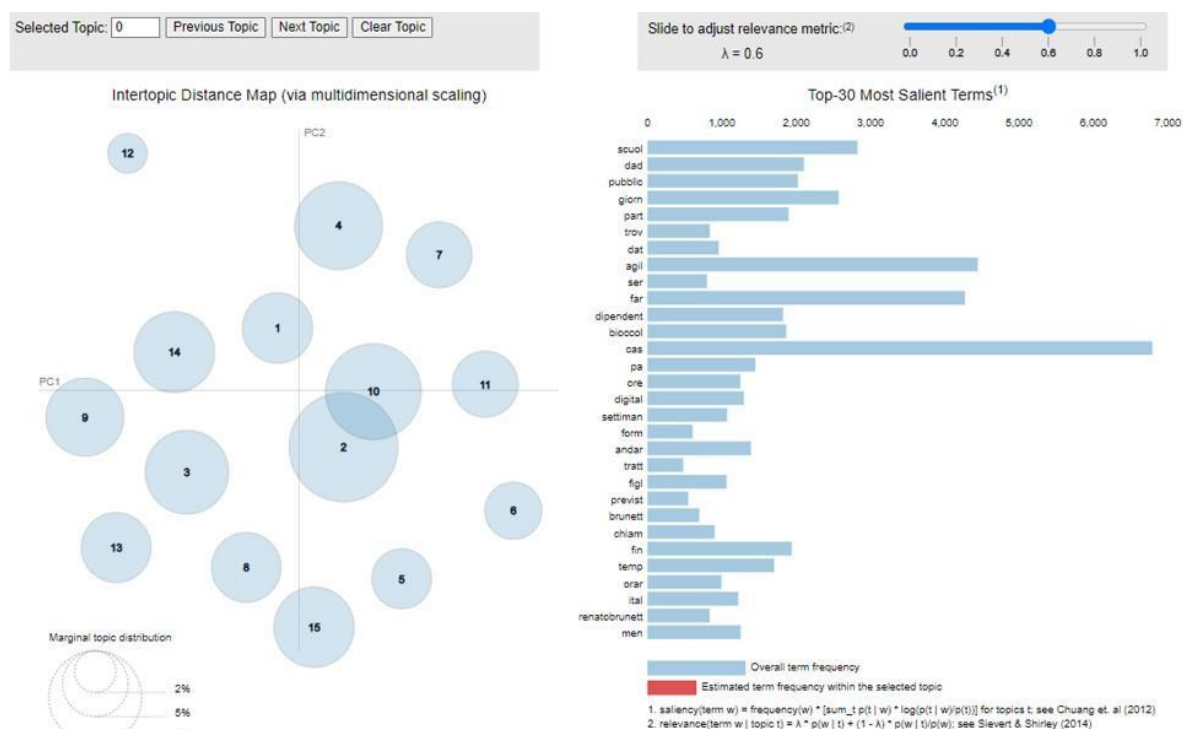 Selected Topic: 0 Previous Topic Next Topic Clear Topic
Slide to adjust relevance metric:(2)
λ = 0.6
0.0 0.2 0.4 0.6 0.8 1.0
Intertopic Distance Map (via multidimensional scaling)
PC2
PC1
12
4
7
1
14
10
11
9
2
3
6
13
8
5
15
Marginal topic distribution
2%
5%
Top-30 Most Salient Terms(1)
0 1,000 2,000 3,000 4,000 5,000 6,000 7,000
scuol
dad
pubblic
giorn
part
trov
dat
agil
ser
far
dipendent
bioccol
cas
pa
ore
digital
settiman
form
andar
tratt
figl
previst
brunett
chiam
fin
temp
orar
ital
renatobrunett
men
Overall term frequency
Estimated term frequency within the selected topic
1. saliency(term w) = frequency(w) * [sum_t p(t | w) * log(p(t | w)/p(t))] for topics t; see Chuang et. al (2012)
2. relevance(term w | topic t) = λ * p(w | t) + (1 - λ) * p(w | t)/p(w); see Sievert & Shirley (2014)